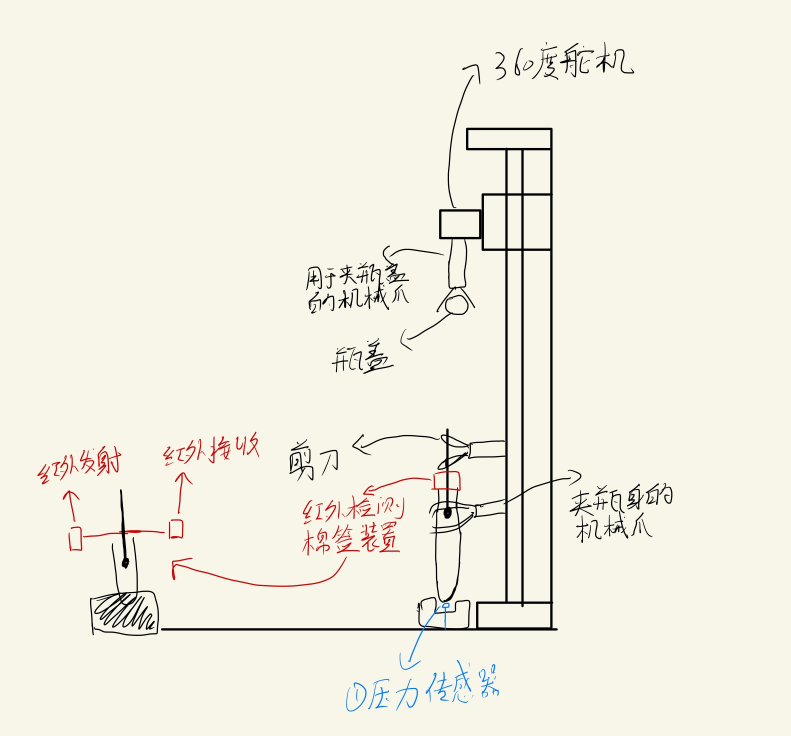 360度舵机
用于夹瓶盖
的机械爪
瓶盖
红外发射
红外接收
剪刀
红外检测
棉签装置
夹瓶身的
机械爪
①压力传感器